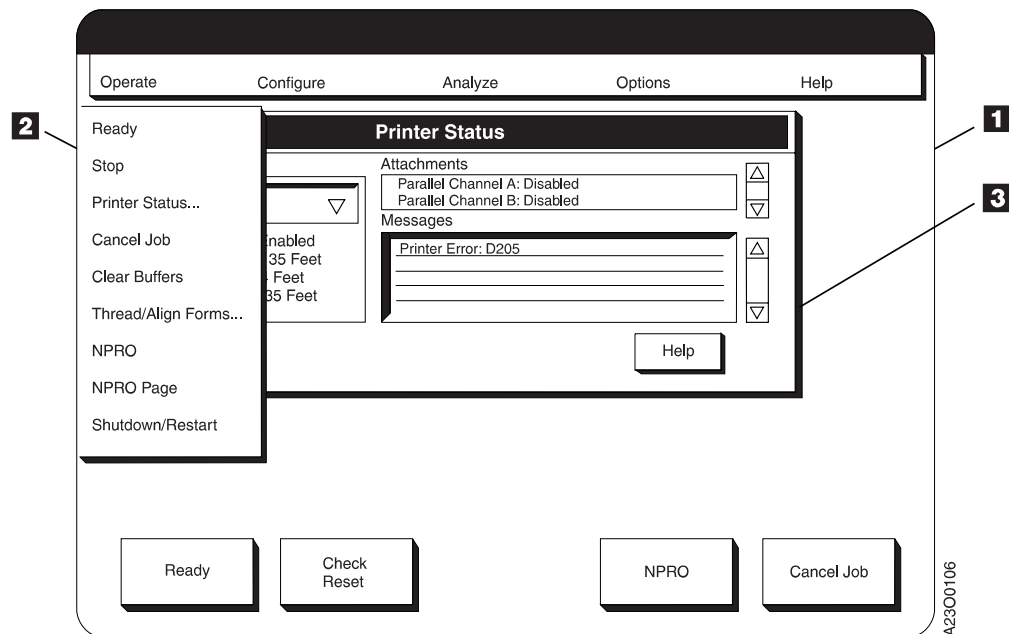 Operate Configure Analyze Options Help
2
1
3
Ready
Stop
Printer Status...
Cancel Job
Clear Buffers
Thread/Align Forms...
NPRO
NPRO Page
Shutdown/Restart
Printer Status
Attachments
Parallel Channel A: Disabled
Parallel Channel B: Disabled
Messages
Printer Error: D205
Enabled
35 Feet
Feet
35 Feet
Help
Ready
Check
Reset
NPRO
Cancel Job
A23O0106